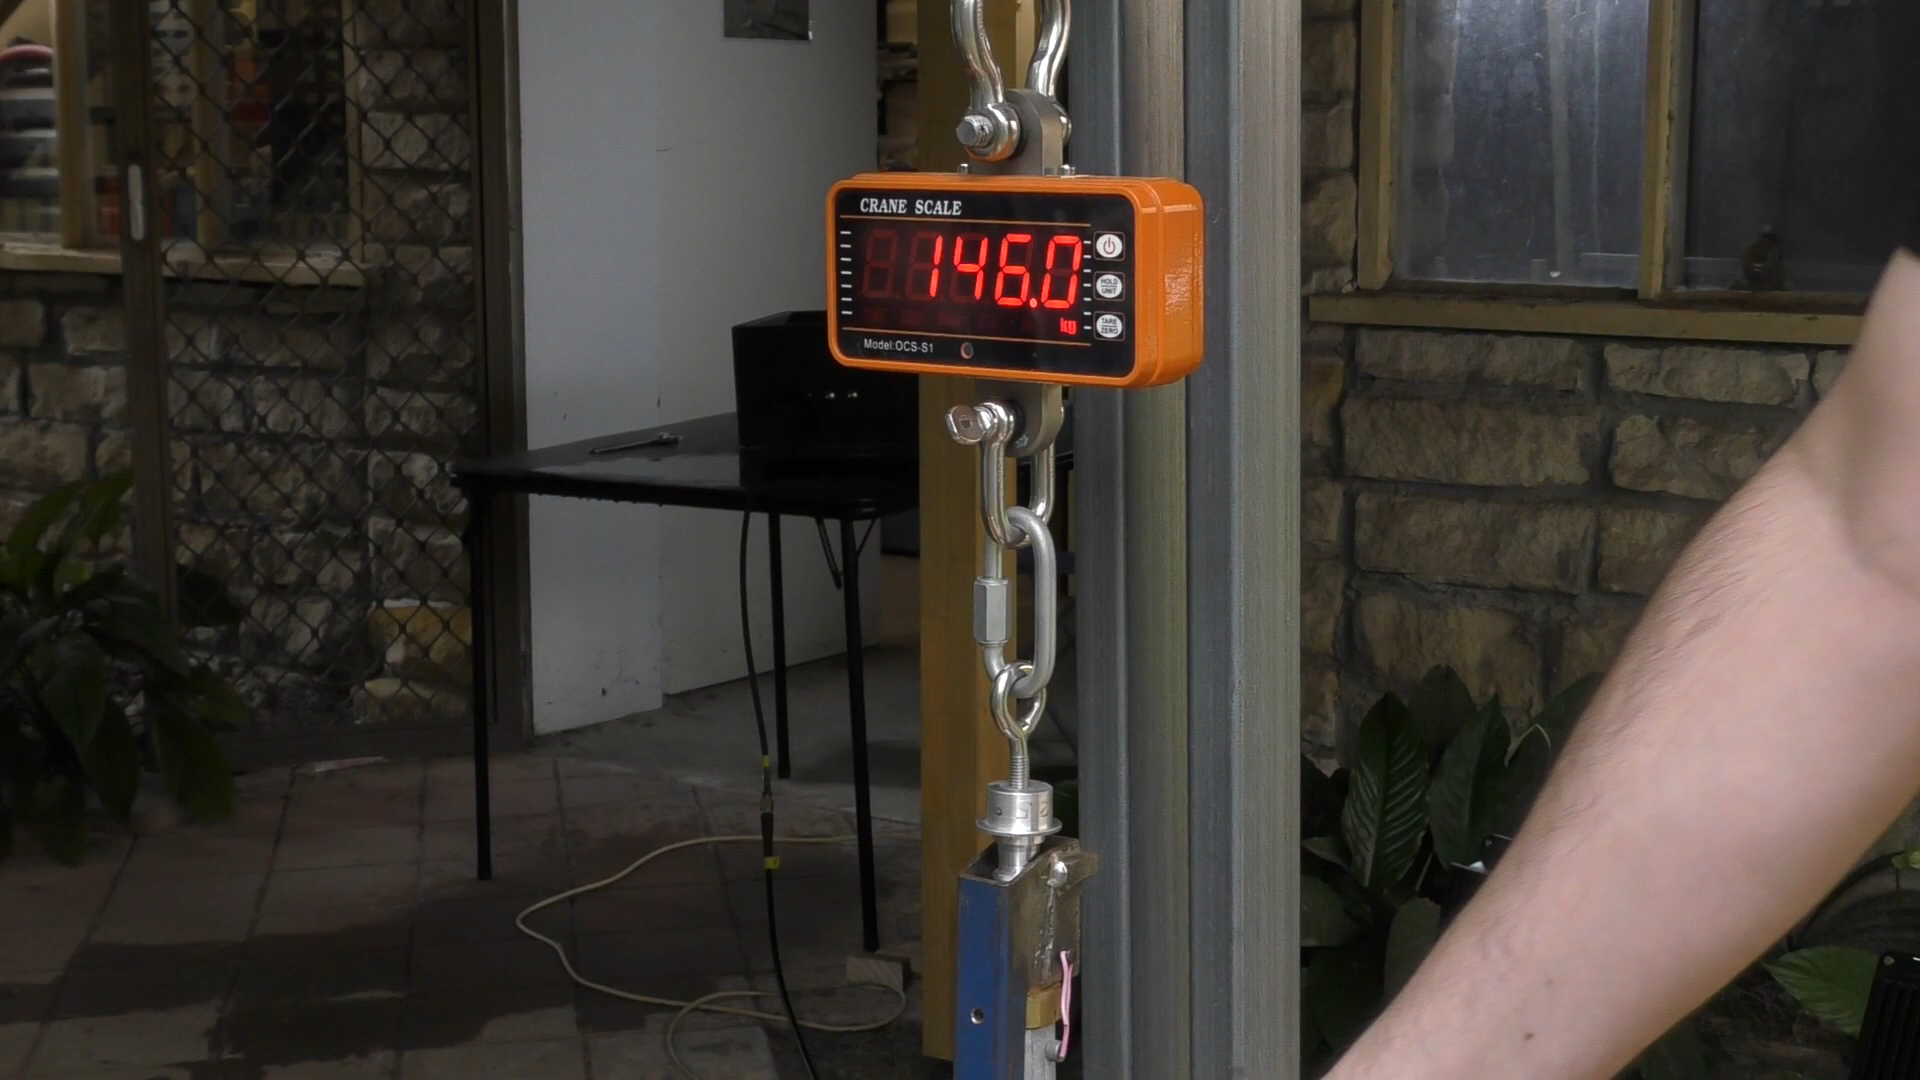 CRANE SCALE
146.0
kg
HOLD
UNIT
TARE
ZERO
Model:OCS-S1